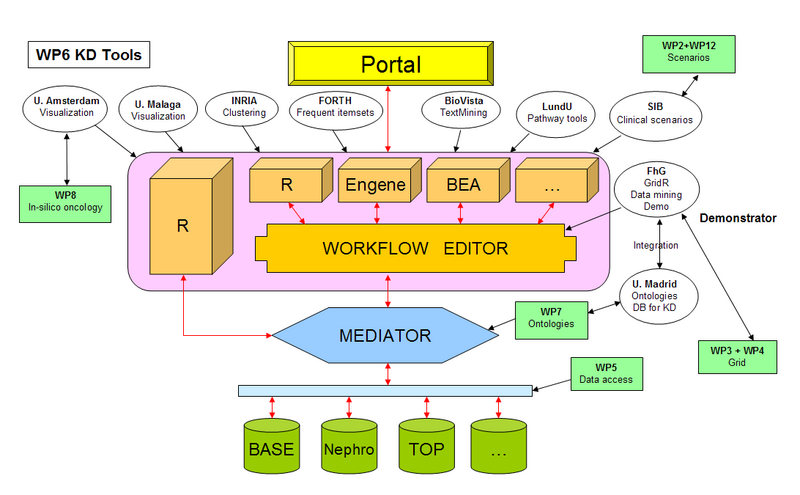 WP6 KD Tools
Portal
WP2+WP12
Scenarios
U. Amsterdam
Visualization
U. Malaga
Visualization
INRIA
Clustering
FORTH
Frequent itemsets
BioVista
TextMining
LundU
Pathway tools
SIB
Clinical scenarios
WP8
In-silico oncology
R
R
Engene
BEA
...
FhG
GridR
Data mining
Demo
Demonstrator
WORKFLOW EDITOR
Integration
U. Madrid
Ontologies
DB for KD
WP7
Ontologies
MEDIATOR
WP3 + WP4
Grid
WP5
Data access
BASE
Nephro
TOP
...